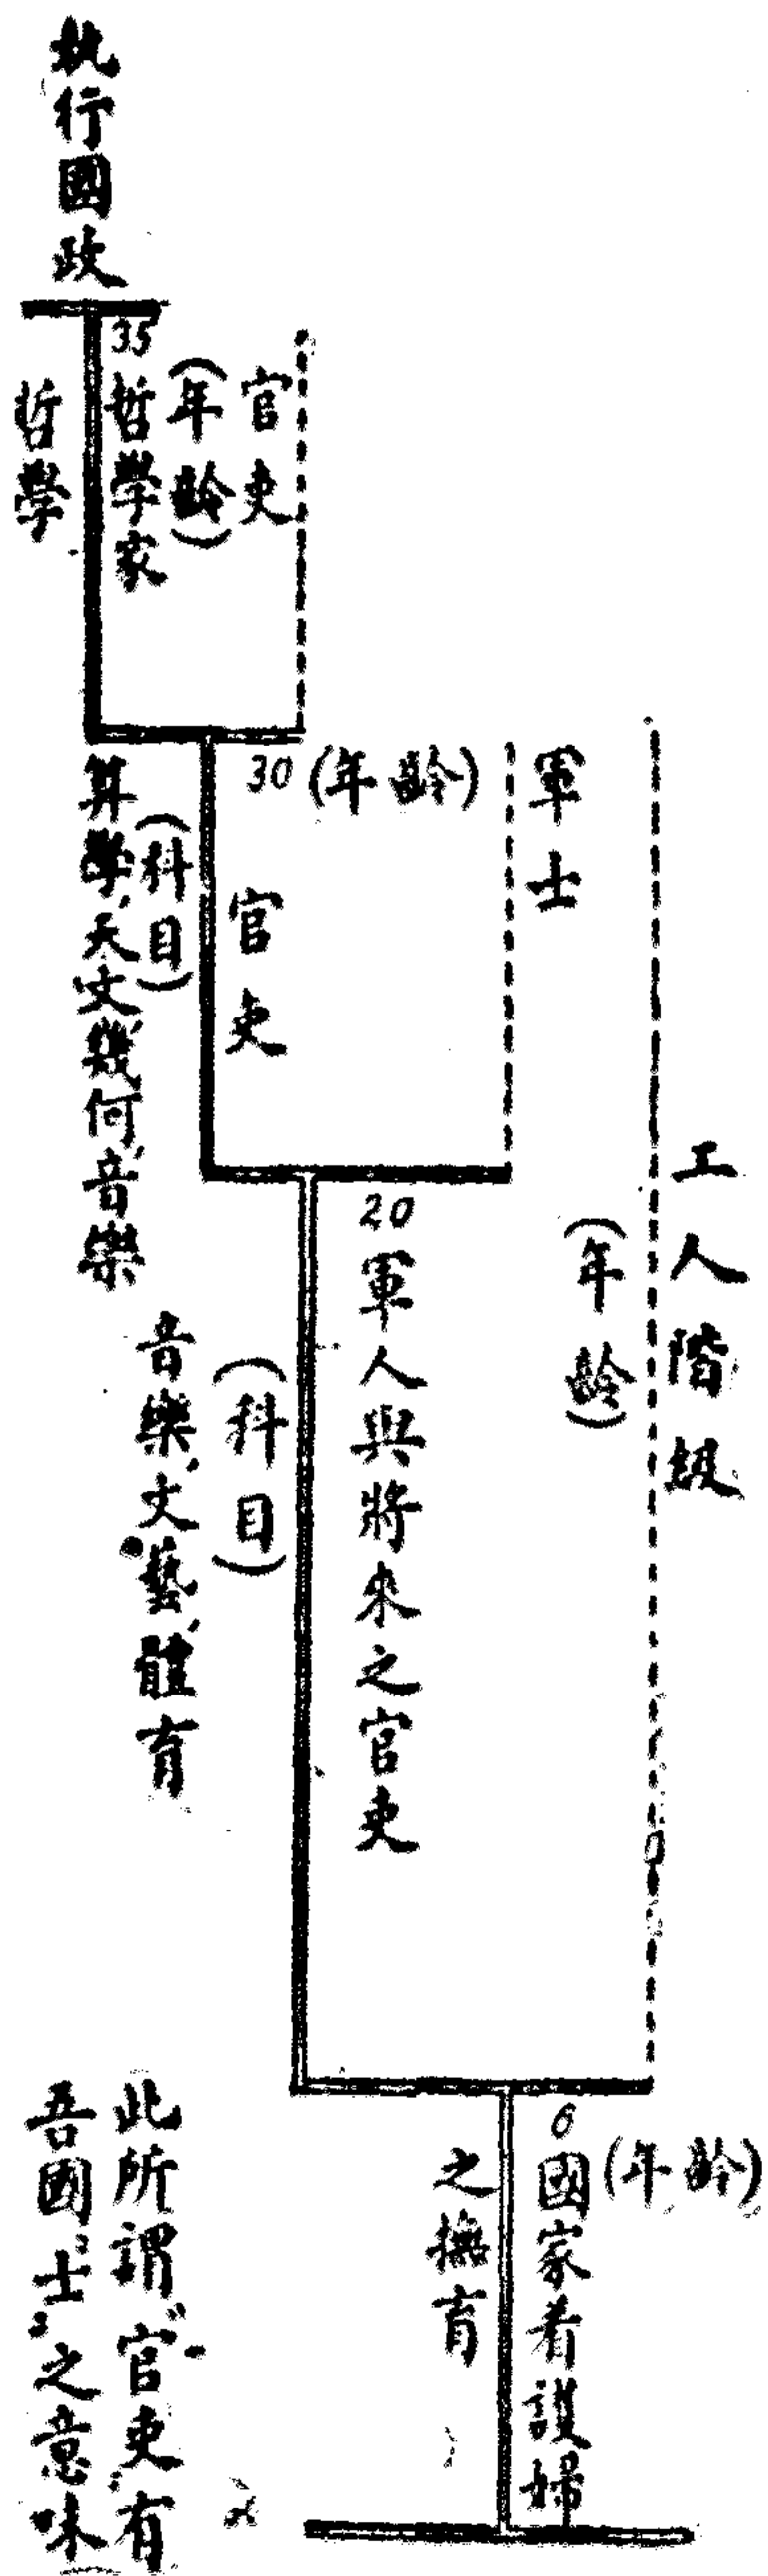 執行國政
35
哲學
哲學家
(年齡)
官吏
30 (年齡)
軍士
(科目)
算學,天文,幾何,音樂
官吏
工人階級
20
(年齡)
軍人與將來之官吏
(科目)
音樂,文藝,體育
6
(年齡)
國家看護婦
之撫育
此所謂“官吏”有
吾國“士”之意味